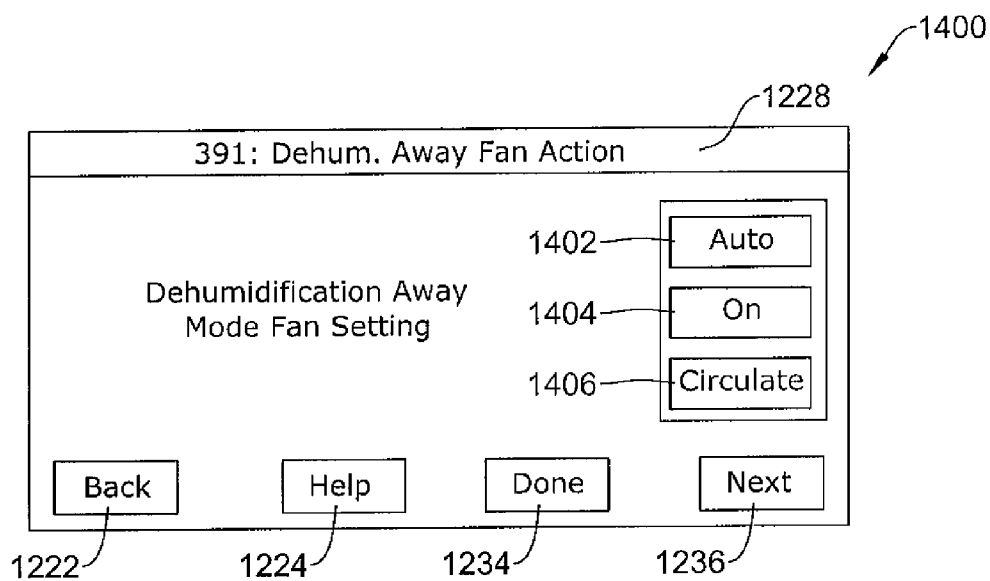 1400
1228
391: Dehum. Away Fan Action
1402
Auto
Dehumidification Away
Mode Fan Setting
1404
On
1406
Circulate
Back
Help
Done
Next
1222
1224
1234
1236